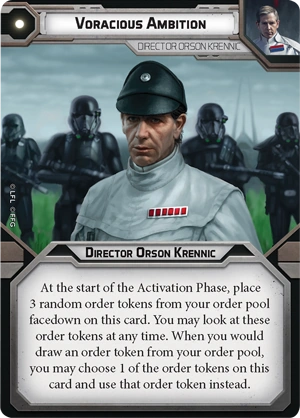 Voracious Ambition
Director Orson Krennic
© LFL © FFG
Director Orson Krennic
At the start of the Activation Phase, place
3 random order tokens from your order pool
facedown on this card. You may look at these
order tokens at any time. When you would
draw an order token from your order pool,
you may choose 1 of the order tokens on this
card and use that order token instead.